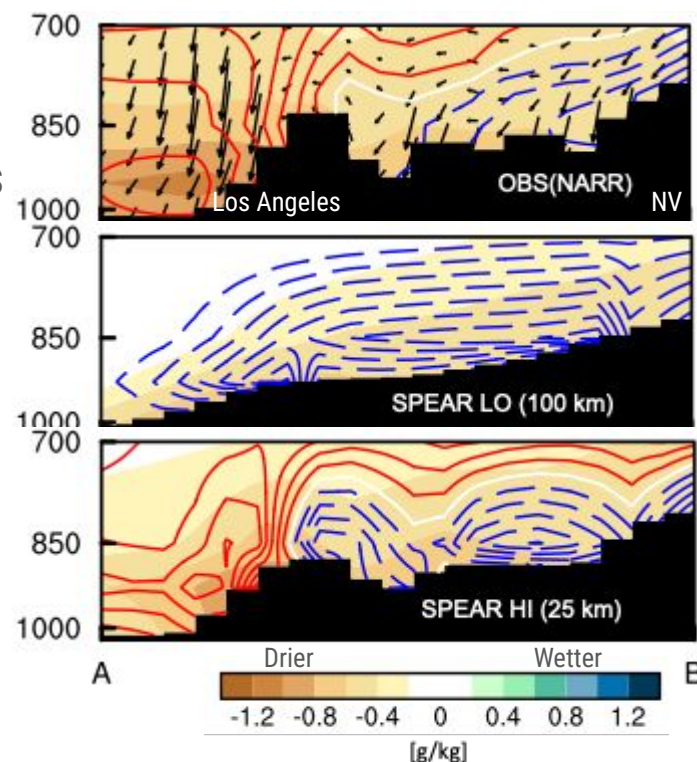 700
850
S
Los Angeles
OBS(NARR)
NV
1000
700
850
SPEAR LO (100 km)
1000
700
850
SPEAR HI (25 km)
1000
A
Drier
Wetter
B
-1.2 -0.8 -0.4 0 0.4 0.8 1.2
[g/kg]